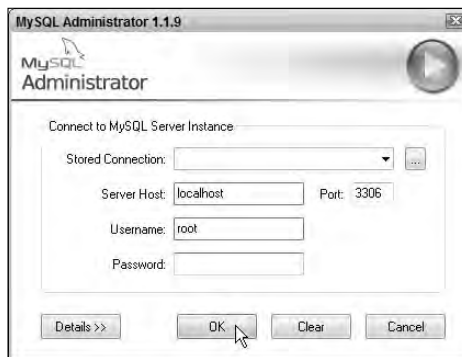 MySQL Administrator 1.1.9
MySQL
Administrator
Connect to MySQL Server Instance
Stored Connection:
...
Server Host: localhost Port: 3306
Username: root
Password:
Details >> OK Clear Cancel